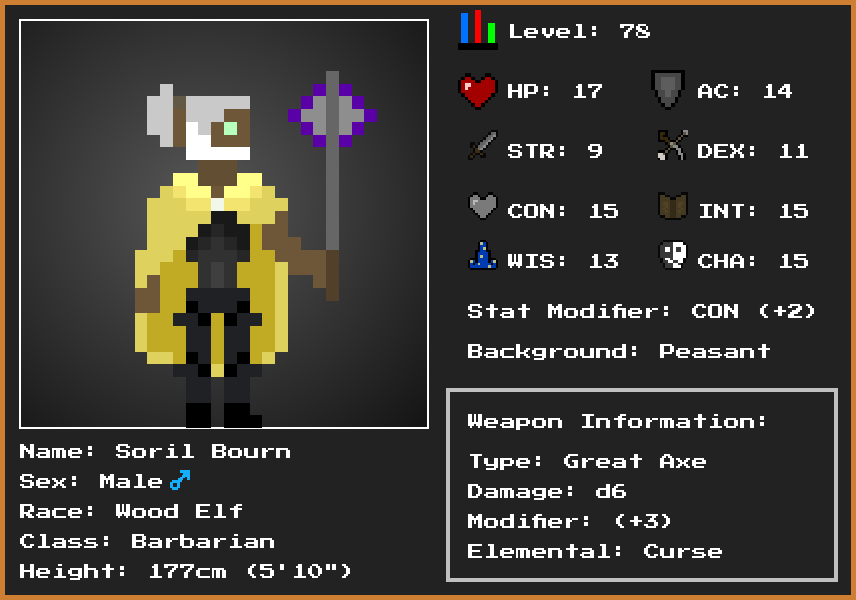 Level: 78
HP: 17 AC: 14
STR: 9 DEX: 11
CON: 15 INT: 15
WIS: 13 CHA: 15
Stat Modifier: CON (+2)
Background: Peasant
Weapon Information:
Type: Great Axe
Damage: d6
Modifier: (+3)
Elemental: Curse
Name: Soril Bourn
Sex: Male♂
Race: Wood Elf
Class: Barbarian
Height: 177cm (5'10")